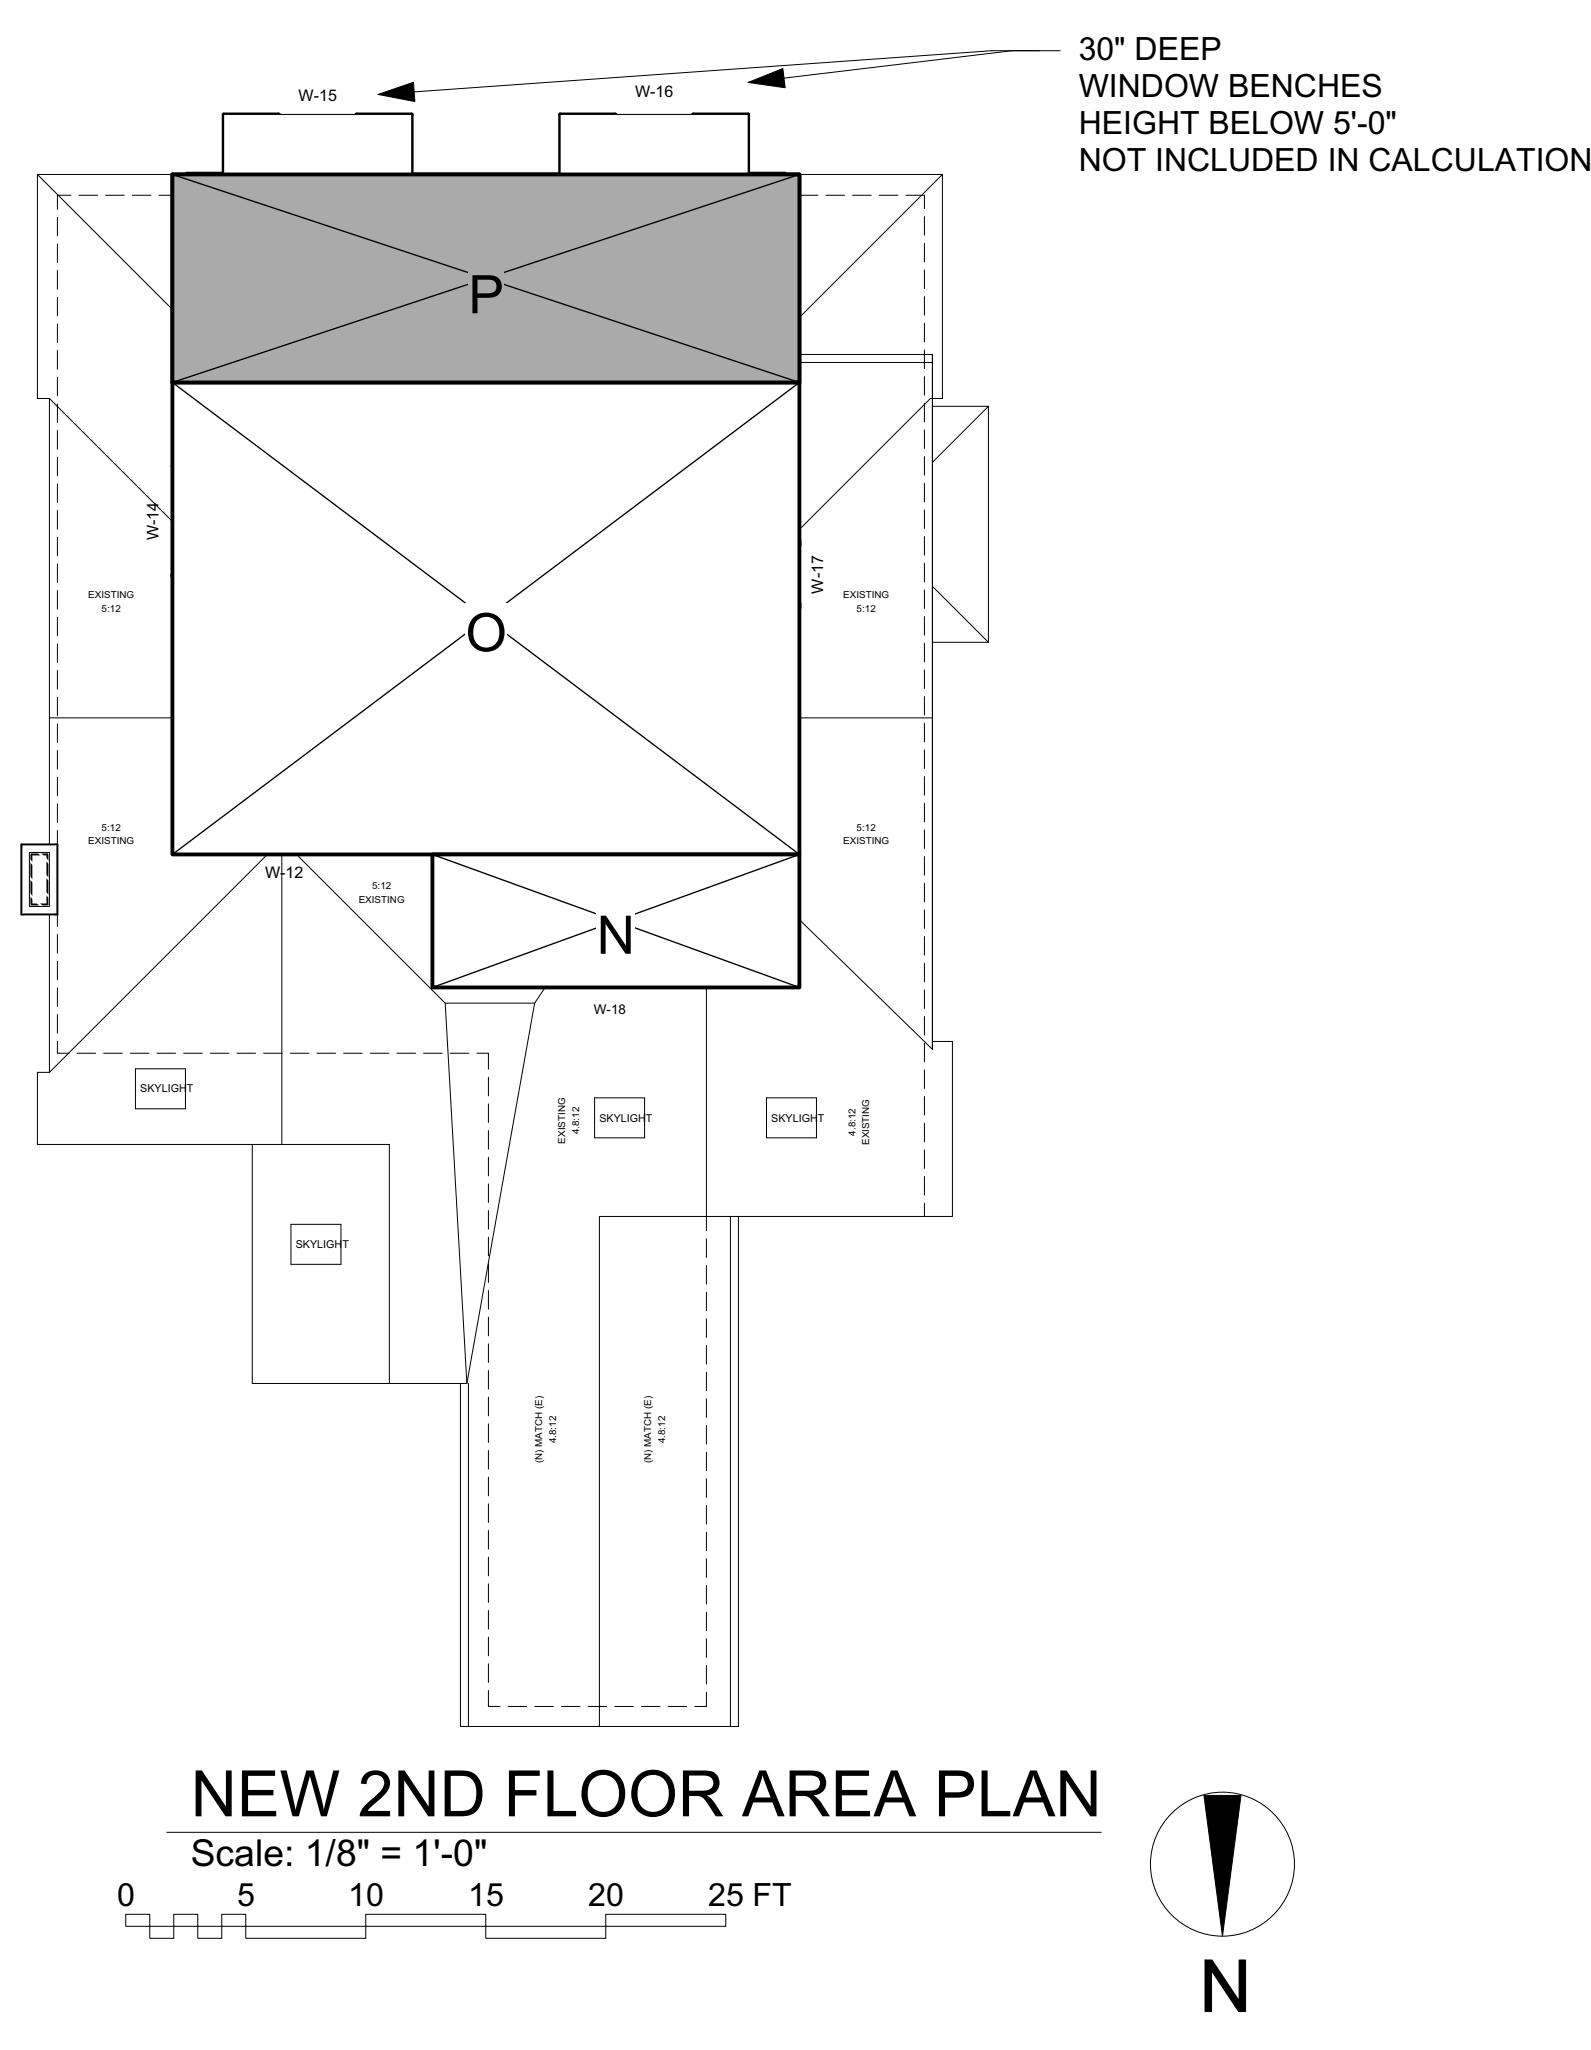 30" DEEP
WINDOW BENCHES
HEIGHT BELOW 5'-0"
NOT INCLUDED IN CALCULATION
W-15
W-16
P
W-14
W-17
EXISTING
5:12
EXISTING
5:12
O
5:12
EXISTING
5:12
EXISTING
W-12
5:12
EXISTING
N
W-18
SKYLIGHT
EXISTING
4.8:12
SKYLIGHT
SKYLIGHT
4.8:12
EXISTING
SKYLIGHT
(N) MATCH (E)
4.8:12
(N) MATCH (E)
4.8:12
NEW 2ND FLOOR AREA PLAN
Scale: 1/8" = 1'-0"
0 5 10 15 20 25 FT
N